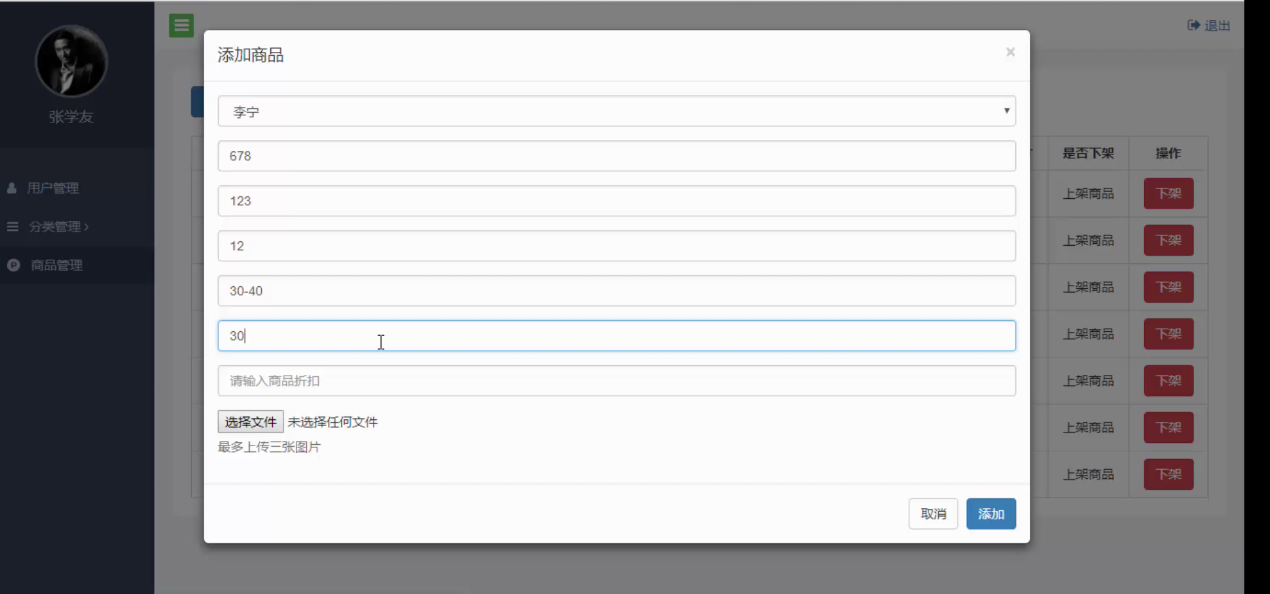 退出
张学友
用户管理
分类管理
商品管理
添加商品
×
李宁
678
123
12
30-40
30
请输入商品折扣
选择文件 未选择任何文件
最多上传三张图片
取消 添加
是否下架 操作
上架商品 下架
上架商品 下架
上架商品 下架
上架商品 下架
上架商品 下架
上架商品 下架
上架商品 下架